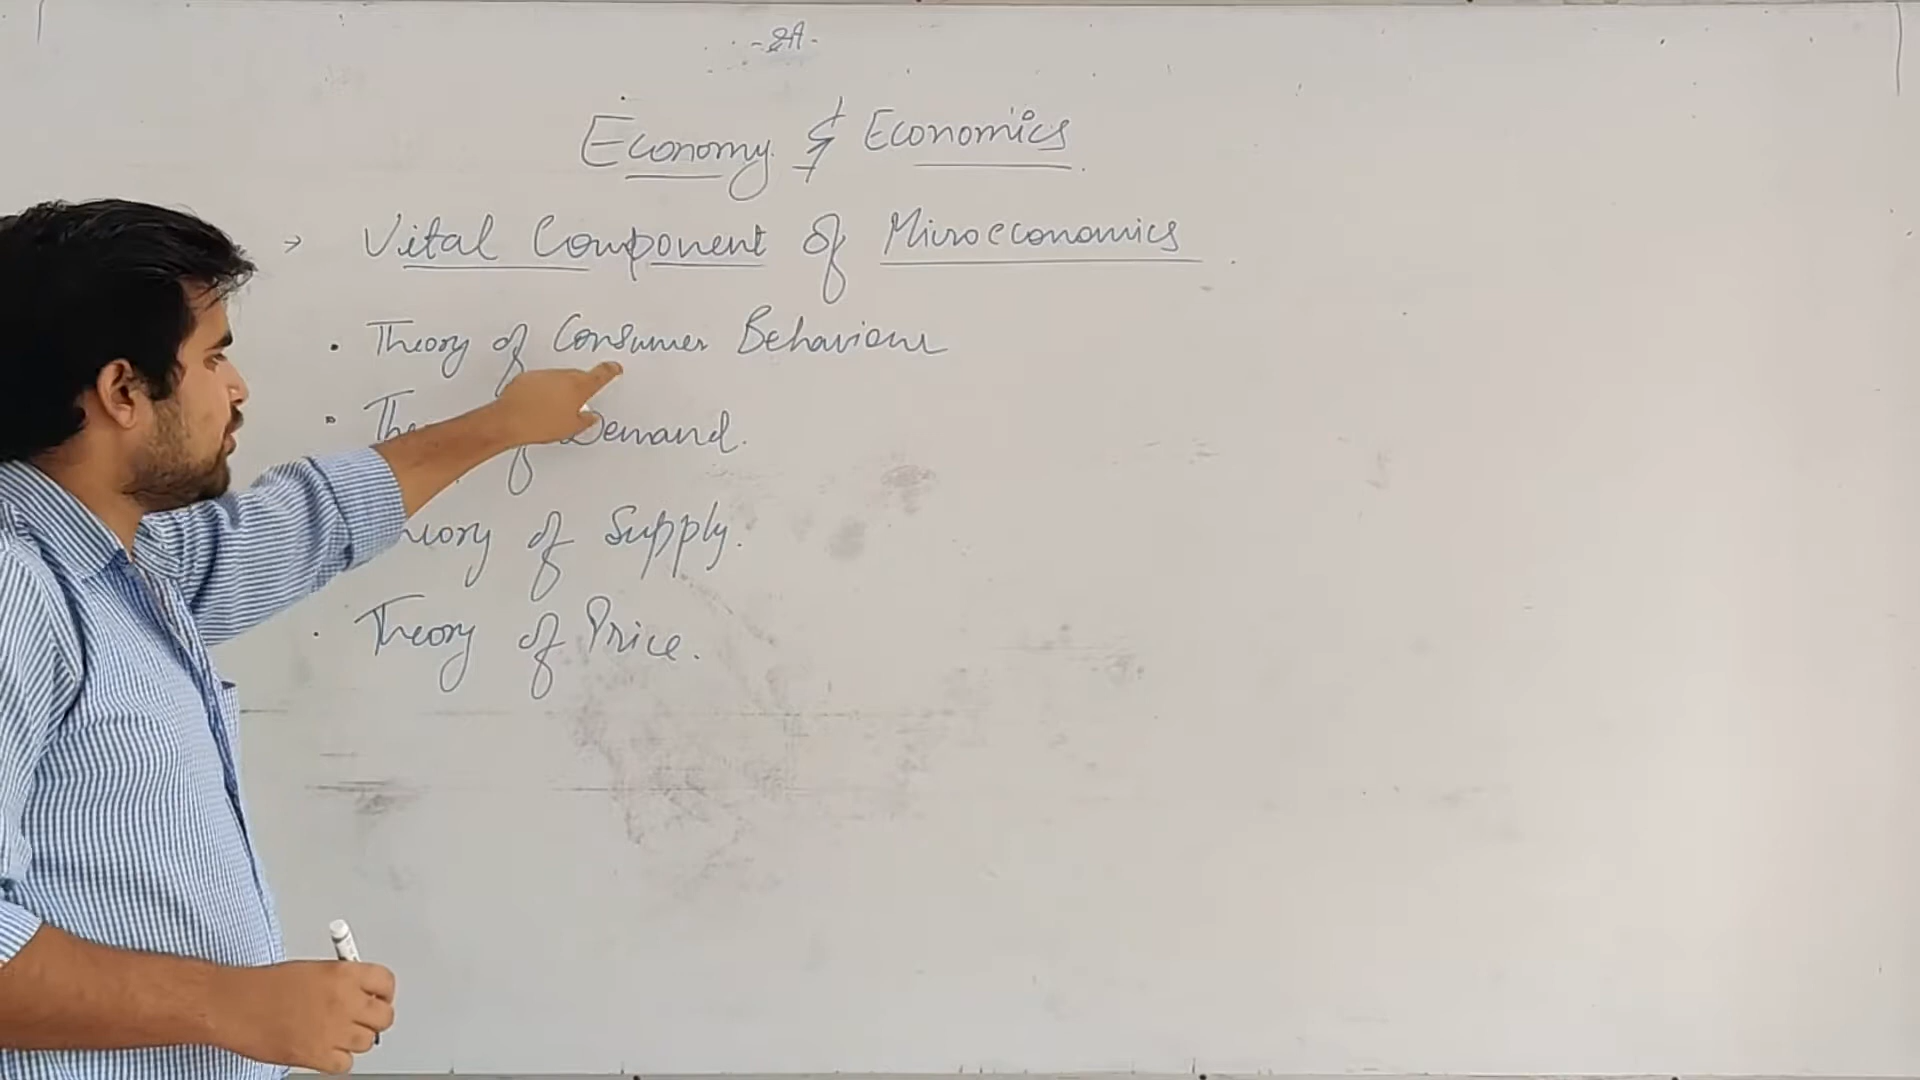 Economy & Economics
→ Vital Component of Microeconomics.
• Theory of Consumer Behaviour
• Demand.
of Supply.
• Theory of Price.